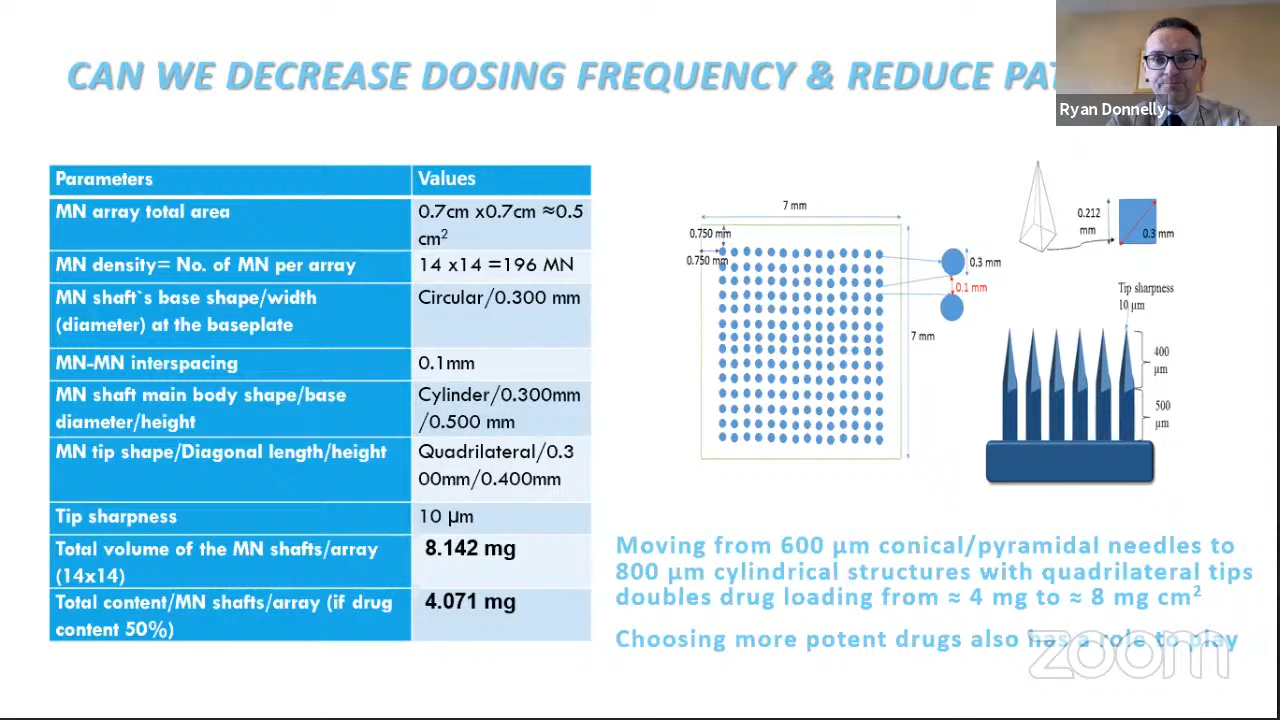 CAN WE DECREASE DOSING FREQUENCY & REDUCE
Ryan Donnelly
Parameters
Values
MN array total area
0.7cm x0.7cm ≈0.5
cm²
MN density= No. of MN per array
14 x14 =196 MN
MN shaft`s base shape/width
(diameter) at the baseplate
Circular/0.300 mm
MN-MN interspacing
0.1mm
MN shaft main body shape/base
diameter/height
Cylinder/0.300mm
/0.500 mm
MN tip shape/Diagonal length/height
Quadrilateral/0.3
00mm/0.400mm
Tip sharpness
10 µm
Total volume of the MN shafts/array
(14x14)
8.142 mg
Total content/MN shafts/array (if drug
content 50%)
4.071 mg
7 mm
0.750 mm
0.750 mm
0.3 mm
0.1 mm
7 mm
0.212
mm
0.3 mm
Tip sharpness
10 µm
400
µm
500
µm
Moving from 600 µm conical/pyramidal needles to
800 µm cylindrical structures with quadrilateral tips
doubles drug loading from ≈ 4 mg to ≈ 8 mg cm²
Choosing more potent drugs also has a role to play
zoom